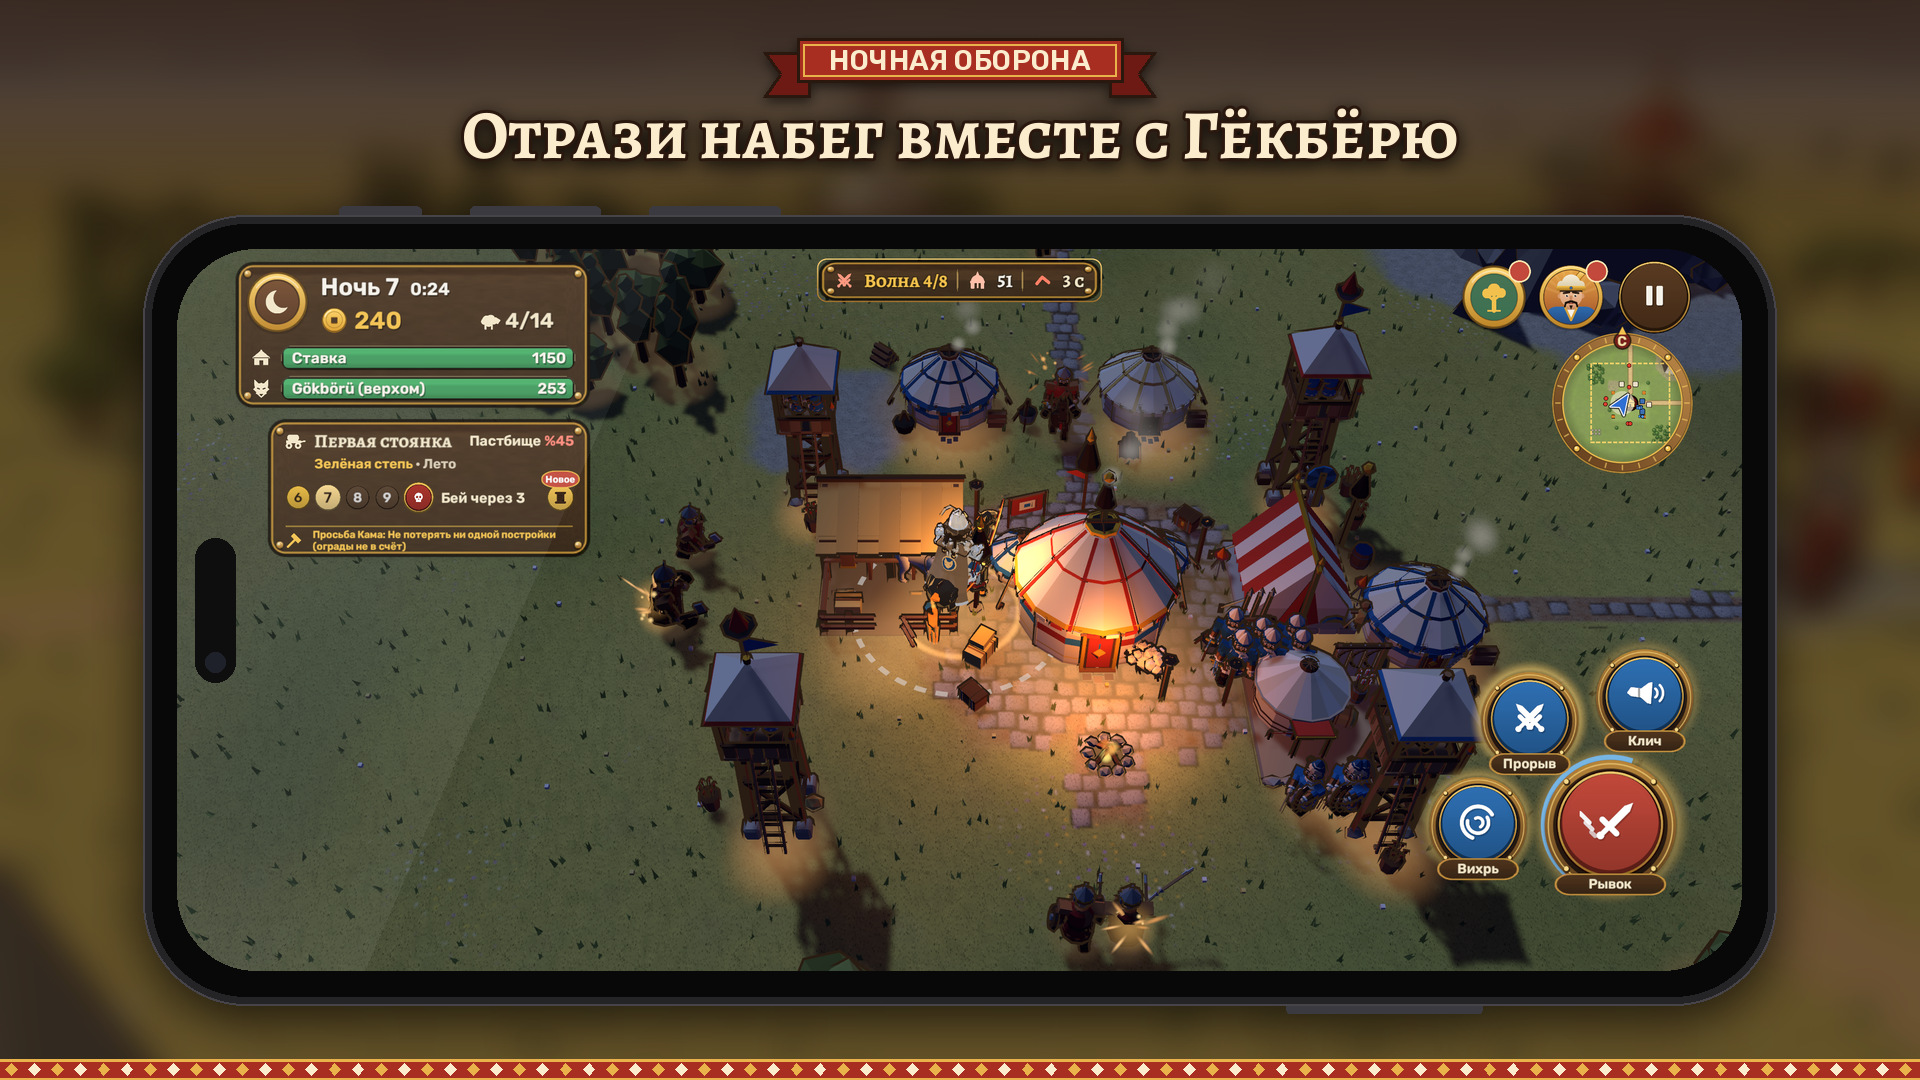 НОЧНАЯ ОБОРОНА
Отрази набег вместе с Гёкбёрю
Ночь 7 0:24
240 4/14
Ставка 1150
Gökbörü (верхом) 253
Первая стоянка Пастбище %45
Зелёная степь • Лето
Новое
6 7 8 9 Бей через 3
Просьба Кама: Не потерять ни одной постройки
(ограды не в счёт)
Волна 4/8 51 3 с
С
Клич
Прорыв
Вихрь
Рывок